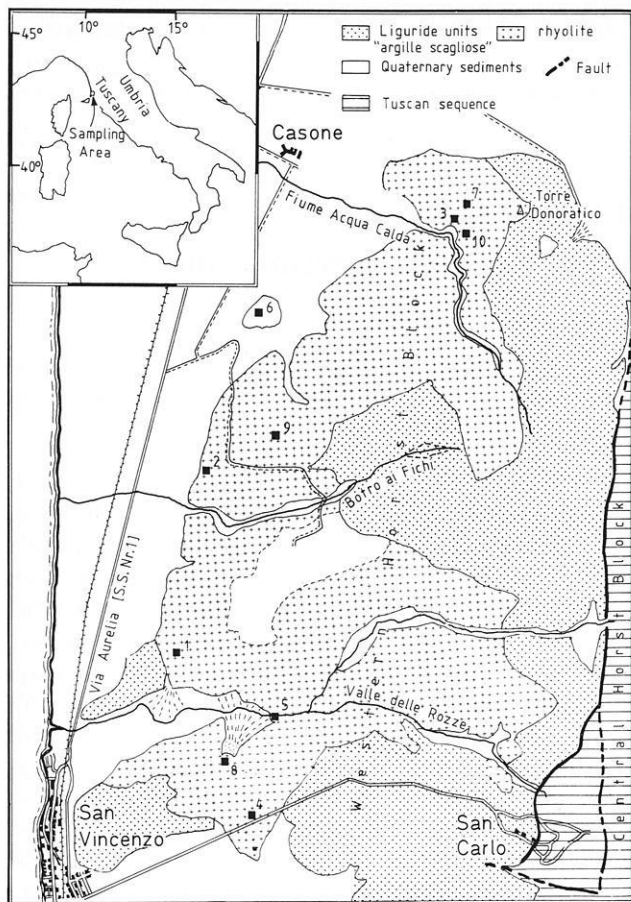 45°
10°
15°
40°
Tuscany
Umbria
Sampling
Area
Liguride units
"argille scagliose"
rhyolite
Quaternary sediments
Fault
Tuscan sequence
Casone
Fiume Acqua Calda
Torre
Donoratico
7
3
10
6
9
2
Botro ai Fichi
Western Horst Block
Central Horst Block
Via Aurelia [S.S. Nr.1]
1
5
Valle delle Rozze
8
4
San
Vincenzo
San
Carlo